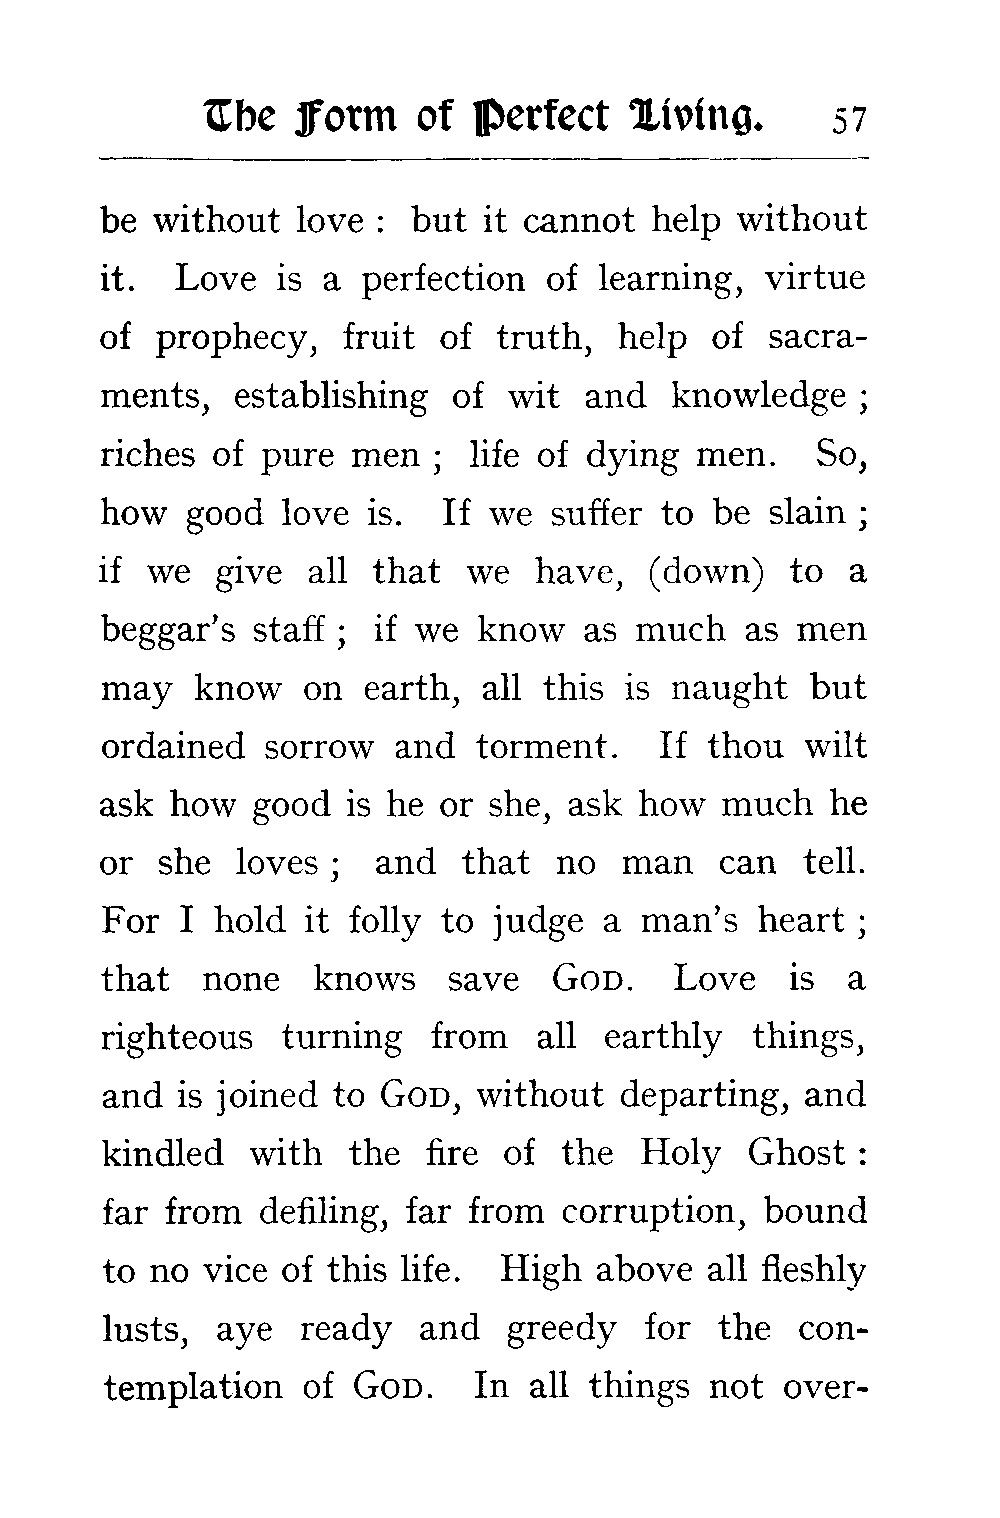 The Form of Perfect Living. 57
be without love : but it cannot help without
it. Love is a perfection of learning, virtue
of prophecy, fruit of truth, help of sacra-
ments, establishing of wit and knowledge ;
riches of pure men ; life of dying men. So,
how good love is. If we suffer to be slain ;
if we give all that we have, (down) to a
beggar's staff ; if we know as much as men
may know on earth, all this is naught but
ordained sorrow and torment. If thou wilt
ask how good is he or she, ask how much he
or she loves ; and that no man can tell.
For I hold it folly to judge a man's heart ;
that none knows save GOD. Love is a
righteous turning from all earthly things,
and is joined to GOD, without departing, and
kindled with the fire of the Holy Ghost :
far from defiling, far from corruption, bound
to no vice of this life. High above all fleshly
lusts, aye ready and greedy for the con-
templation of GOD. In all things not over-